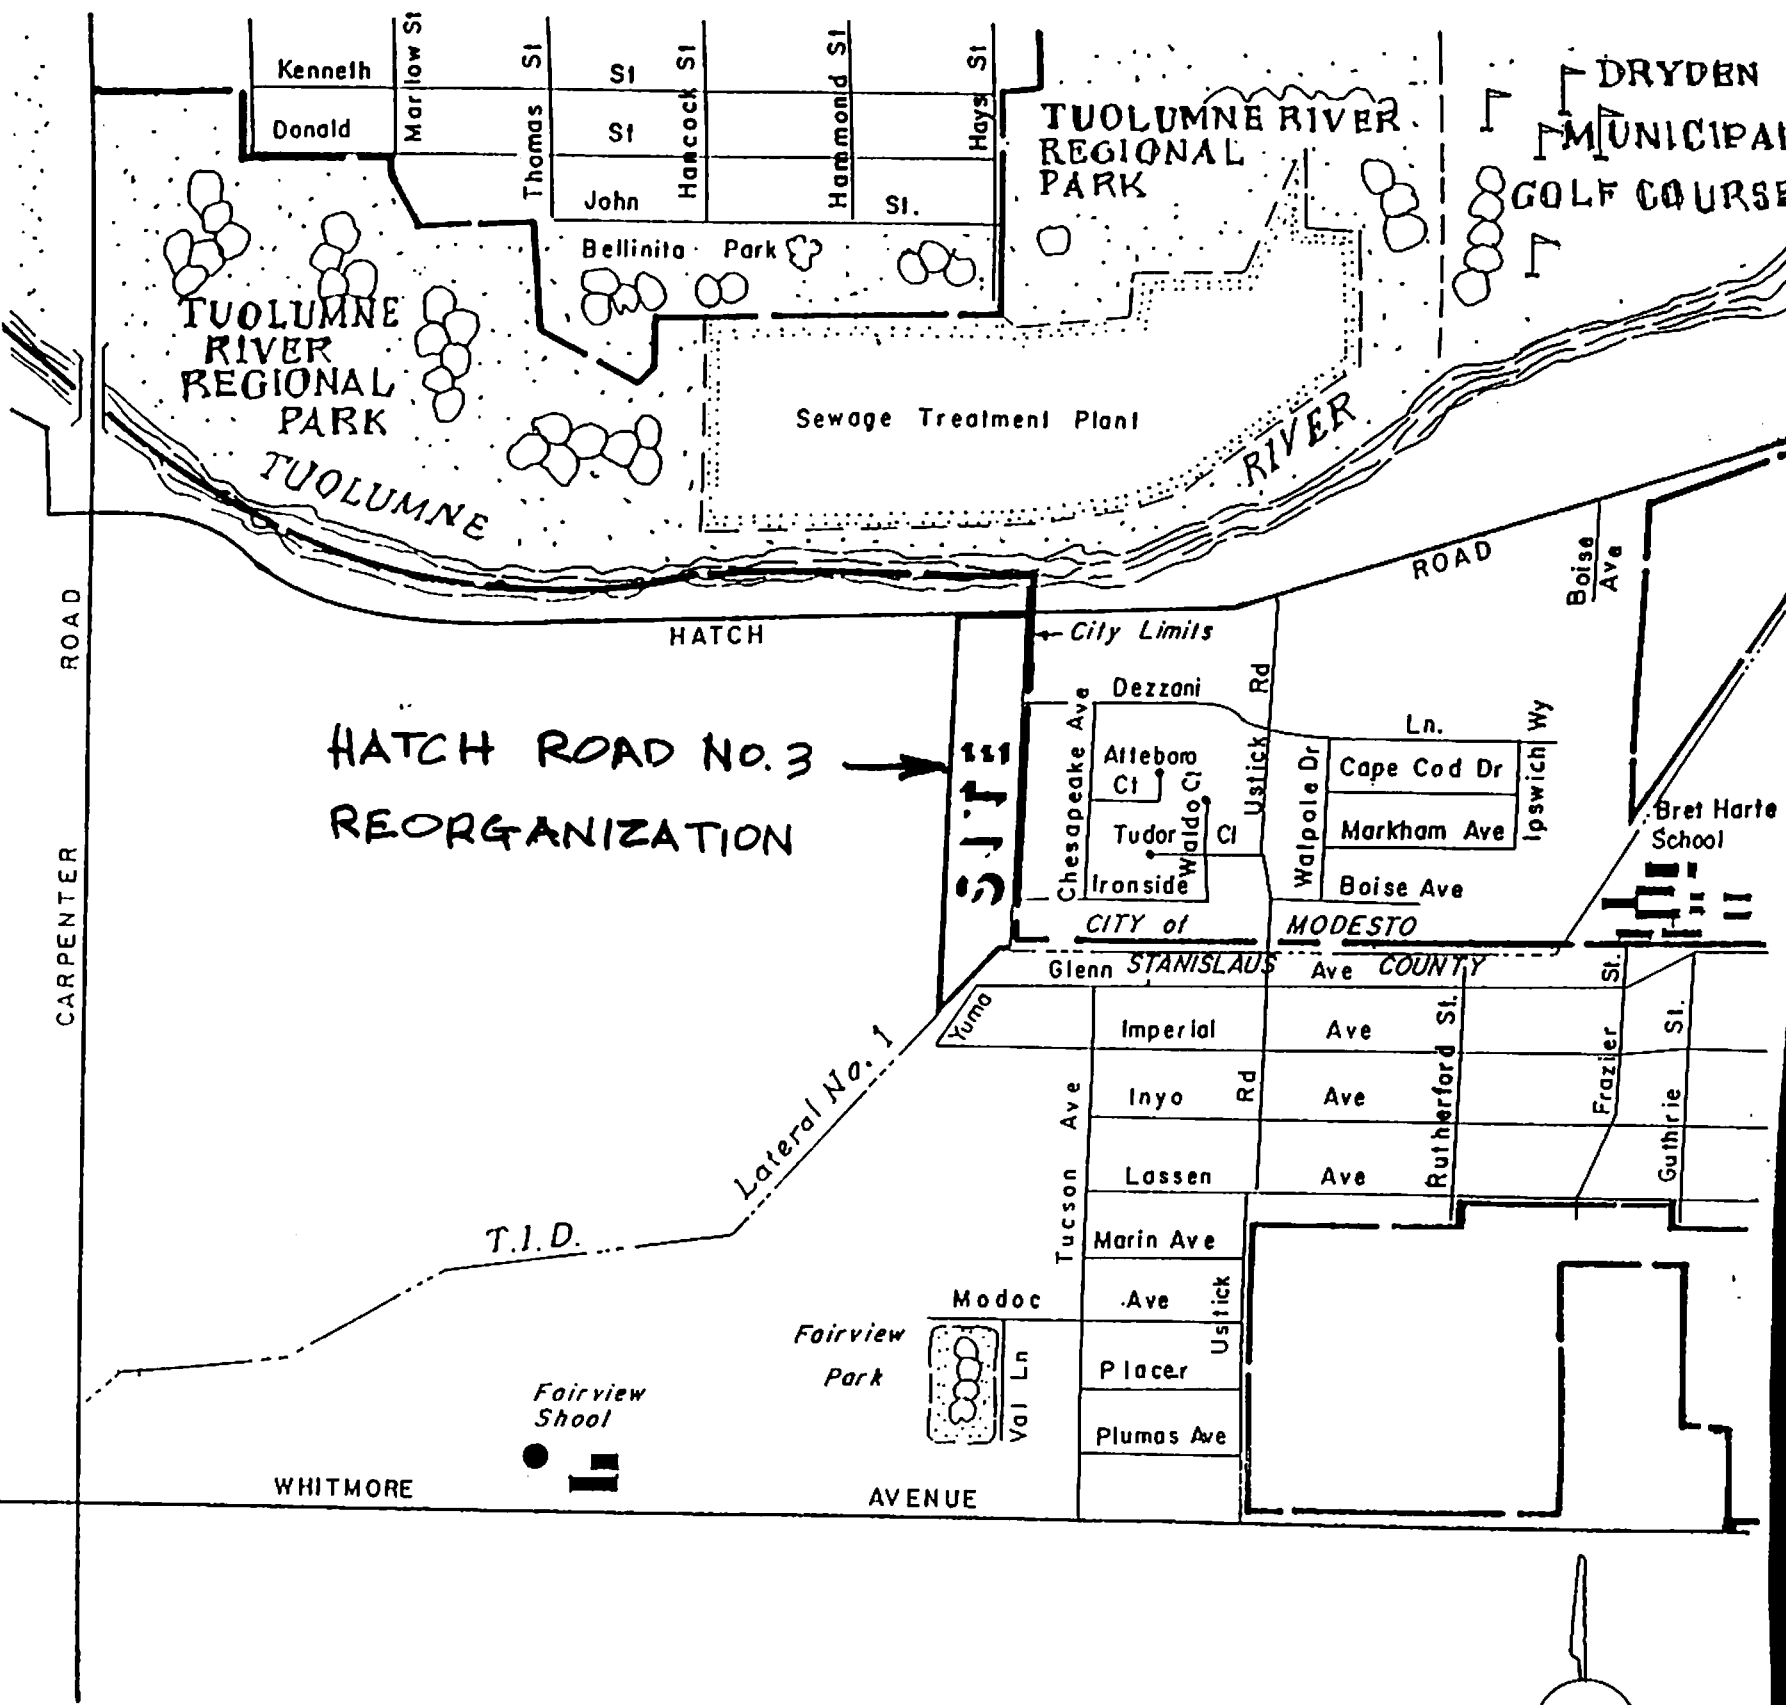 Kenneth St
Donald St
John St.
Marlow St
Thomas St
Hancock St
Hammond St
Hays St
Bellinita Park
TUOLUMNE RIVER
REGIONAL
PARK
DRYDEN
MUNICIPAL
GOLF COURSE
TUOLUMNE
RIVER
REGIONAL
PARK
Sewage Treatment Plant
TUOLUMNE
RIVER
HATCH
ROAD
Boise
Ave
CARPENTER
ROAD
City Limits
HATCH ROAD NO. 3
REORGANIZATION
SITE
Dezzani
Ln.
Chesapeake Ave
Atteboro
Ct
Waldo Ct
Tudor Ct
Ironside
Ustick Rd
Walpole Dr
Cape Cod Dr
Markham Ave
Boise Ave
Ipswich Wy
Bret Harte
School
CITY of MODESTO
STANISLAUS COUNTY
Glenn Ave
Yuma
Imperial Ave
Inyo Ave
Lassen Ave
Marin Ave
Modoc Ave
Placer
Plumas Ave
Tucson Ave
Ustick Rd
Rutherford St.
Frazier St.
Guthrie St.
Val Ln
Lateral No. 1
T.I.D.
Fairview
Park
Fairview
Shool
WHITMORE AVENUE